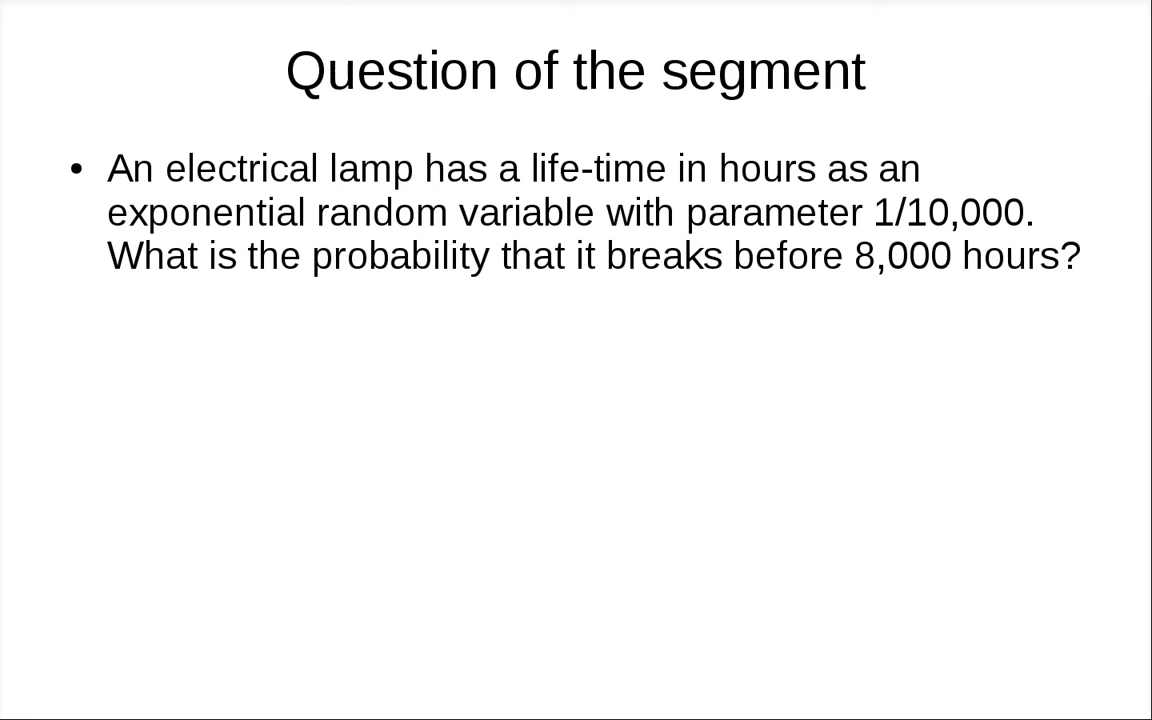 Question of the segment
• An electrical lamp has a life-time in hours as an
exponential random variable with parameter 1/10,000.
What is the probability that it breaks before 8,000 hours?